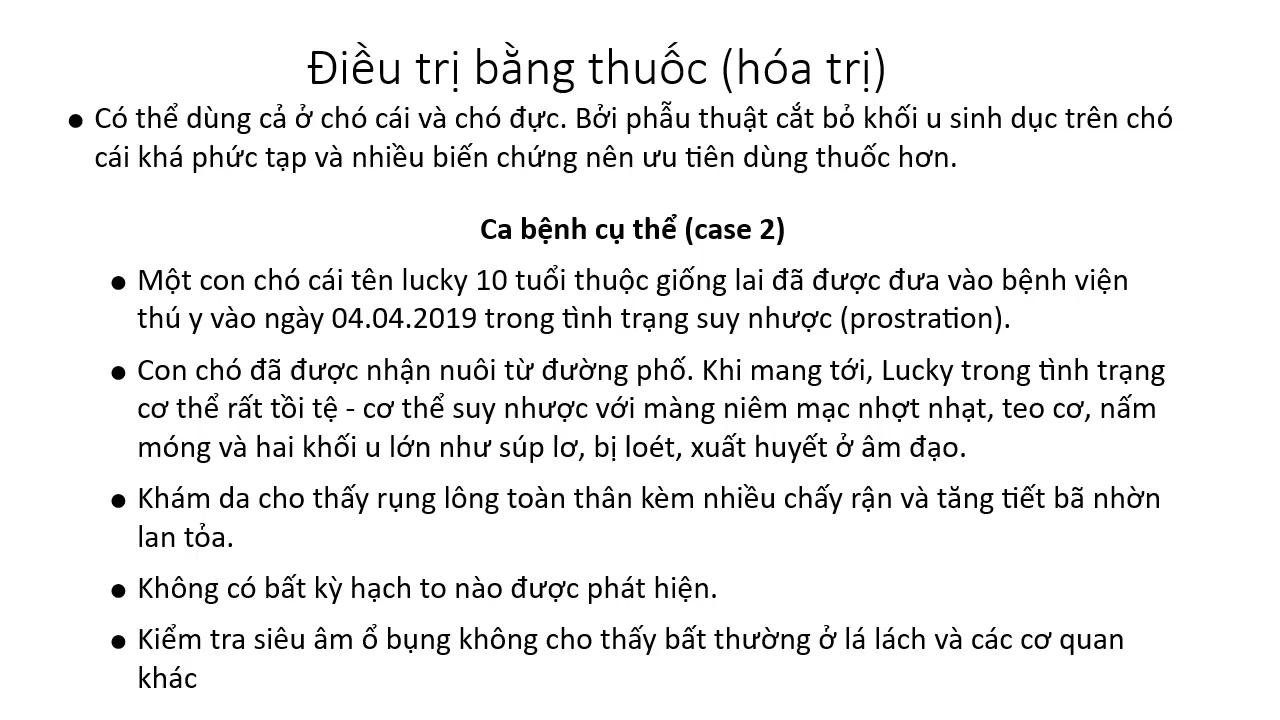 Điều trị bằng thuốc (hóa trị)
● Có thể dùng cả ở chó cái và chó đực. Bởi phẫu thuật cắt bỏ khối u sinh dục trên chó
cái khá phức tạp và nhiều biến chứng nên ưu tiên dùng thuốc hơn.
Ca bệnh cụ thể (case 2)
● Một con chó cái tên lucky 10 tuổi thuộc giống lai đã được đưa vào bệnh viện
thú y vào ngày 04.04.2019 trong tình trạng suy nhược (prostration).
● Con chó đã được nhận nuôi từ đường phố. Khi mang tới, Lucky trong tình trạng
cơ thể rất tồi tệ - cơ thể suy nhược với màng niêm mạc nhợt nhạt, teo cơ, nấm
móng và hai khối u lớn như súp lơ, bị loét, xuất huyết ở âm đạo.
● Khám da cho thấy rụng lông toàn thân kèm nhiều chấy rận và tăng tiết bã nhờn
lan tỏa.
● Không có bất kỳ hạch to nào được phát hiện.
● Kiểm tra siêu âm ổ bụng không cho thấy bất thường ở lá lách và các cơ quan
khác